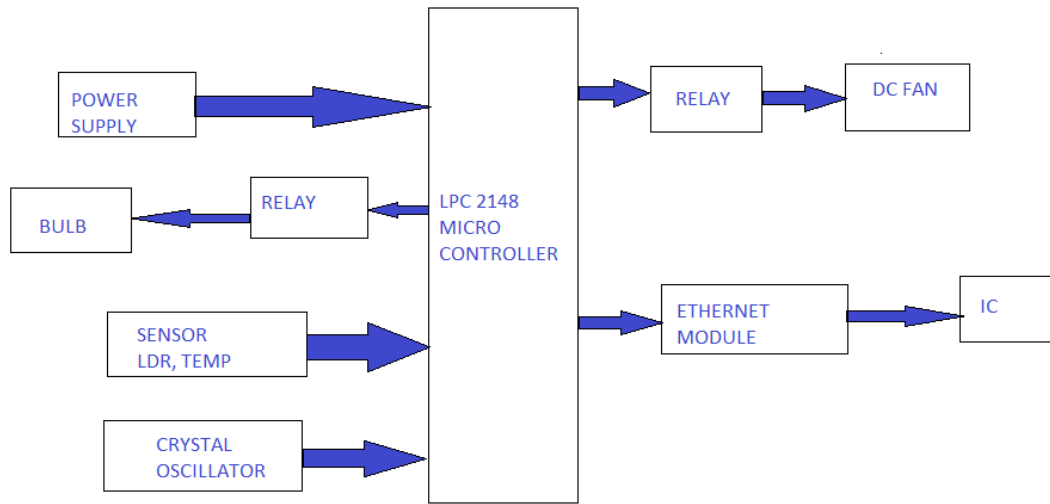 POWER
SUPPLY
RELAY
DC FAN
BULB
RELAY
LPC 2148
MICRO
CONTROLLER
SENSOR
LDR, TEMP
ETHERNET
MODULE
IC
CRYSTAL
OSCILLATOR